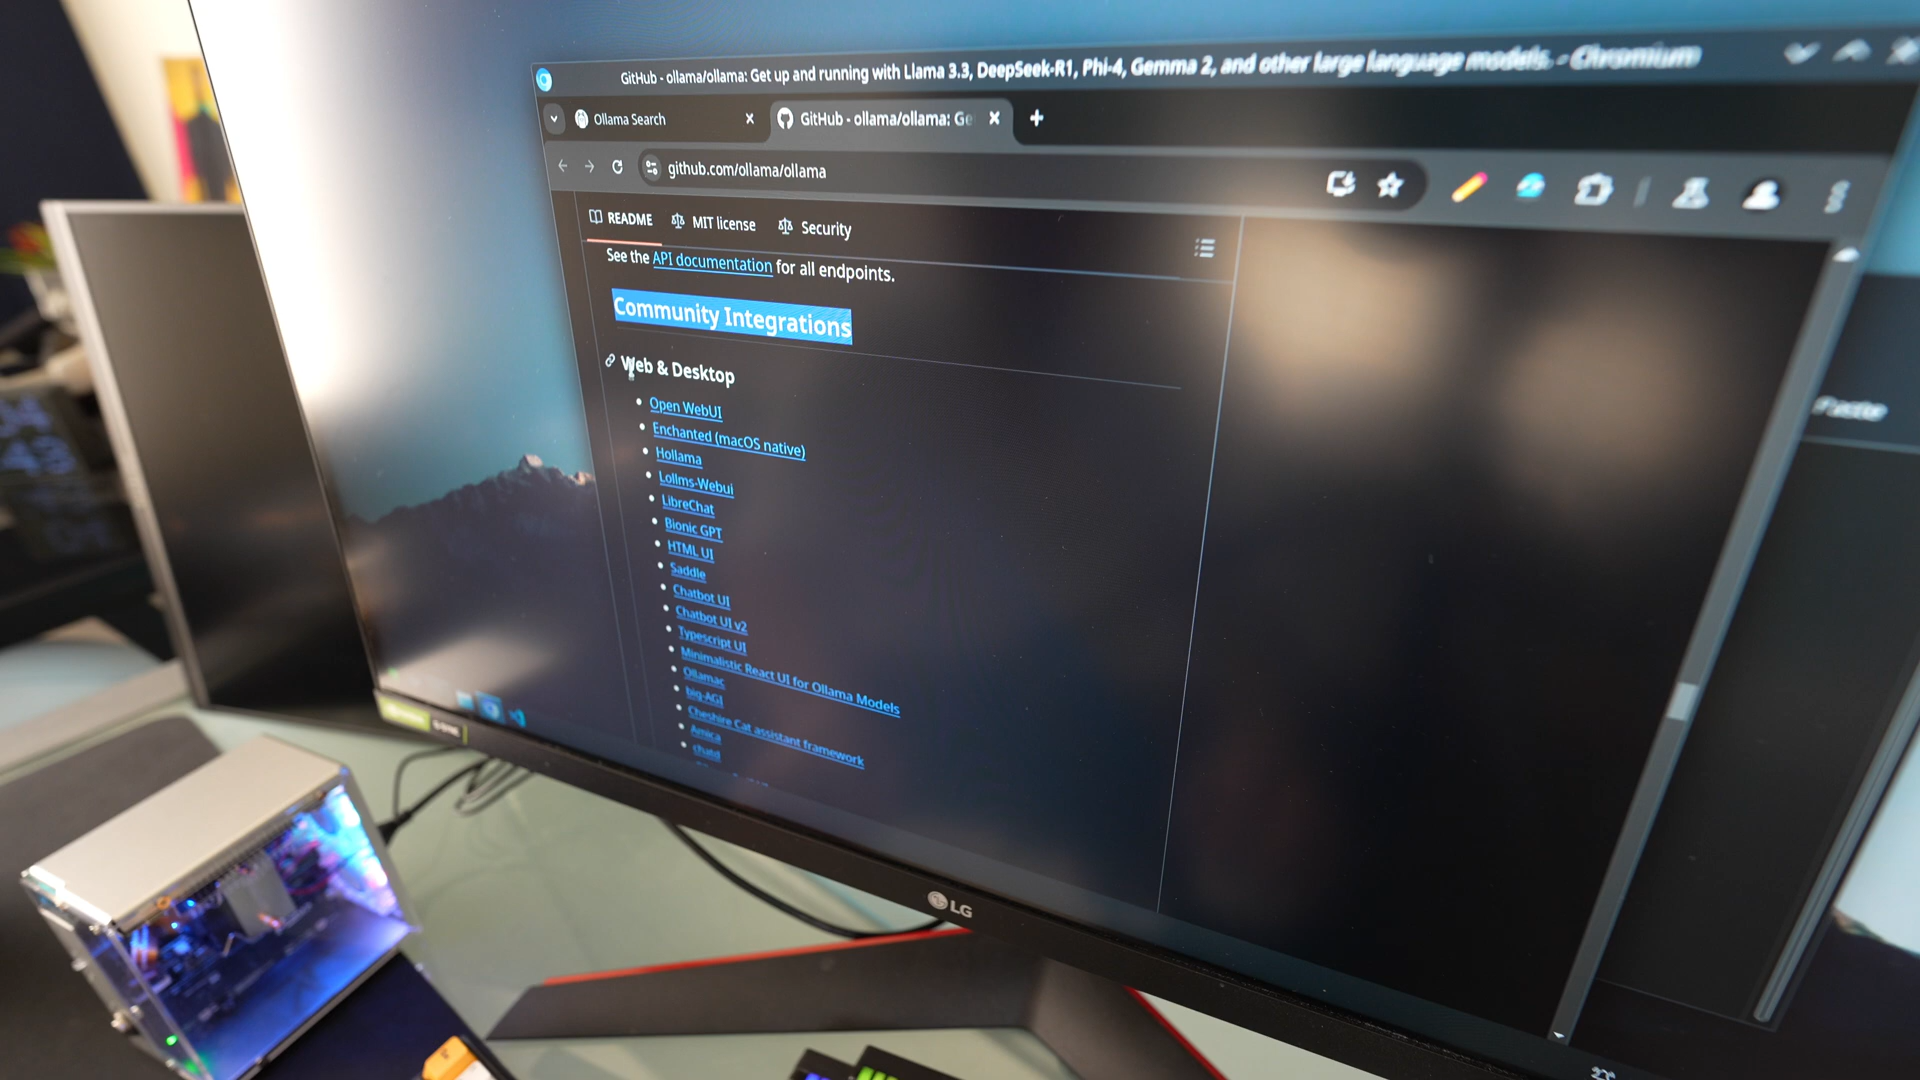 GitHub - ollama/ollama: Get up and running with Llama 3.3, DeepSeek-R1, Phi-4, Gemma 2, and other large language models. - Chromium
Ollama Search
GitHub - ollama/ollama: Ge
github.com/ollama/ollama
README
MIT license
Security
See the API documentation for all endpoints.
Community Integrations
Web & Desktop
Open WebUI
Enchanted (macOS native)
Hollama
Lollms-Webui
LibreChat
Bionic GPT
HTML UI
Saddle
Chatbot UI
Chatbot UI v2
Typescript UI
Minimalistic React UI for Ollama Models
Ollamac
big-AGI
Cheshire Cat assistant framework
Amica
chatd
Paste
LG